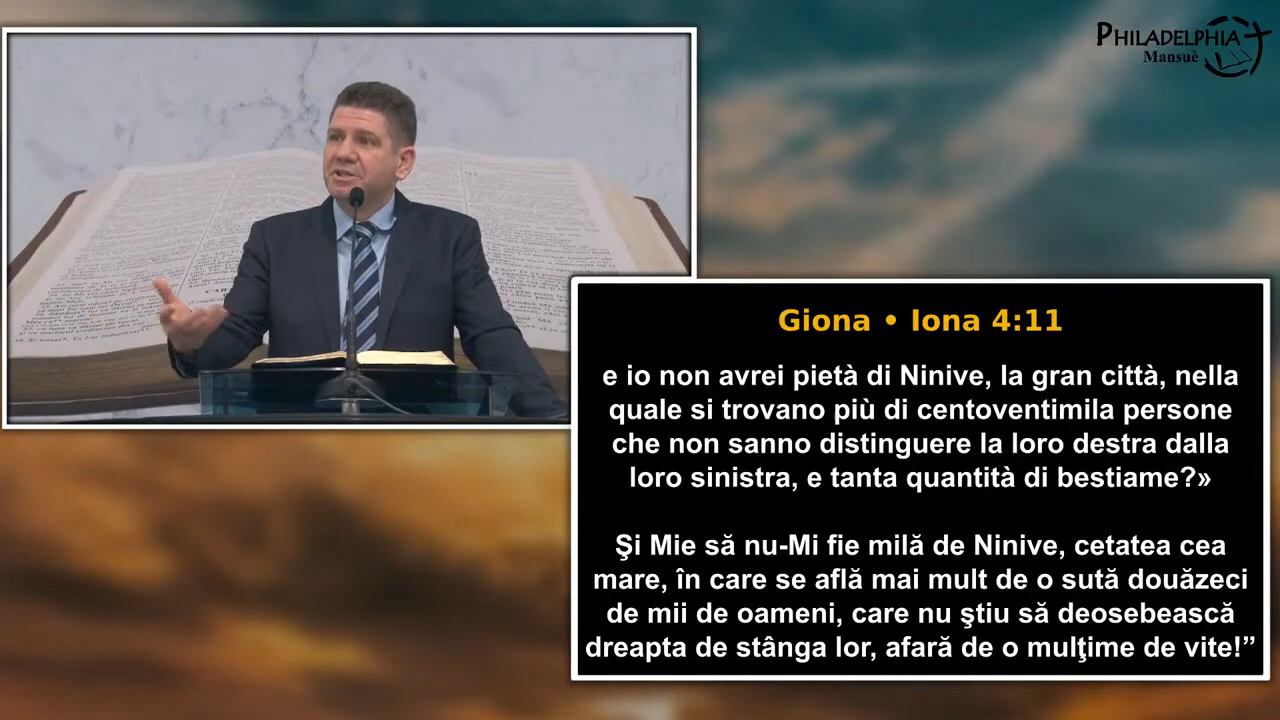 PHILADELPHIA
Mansuè
Giona • Iona 4:11
e io non avrei pietà di Ninive, la gran città, nella
quale si trovano più di centoventimila persone
che non sanno distinguere la loro destra dalla
loro sinistra, e tanta quantità di bestiame?»
Şi Mie să nu-Mi fie milă de Ninive, cetatea cea
mare, în care se află mai mult de o sută douăzeci
de mii de oameni, care nu ştiu să deosebească
dreapta de stânga lor, afară de o mulţime de vite!”